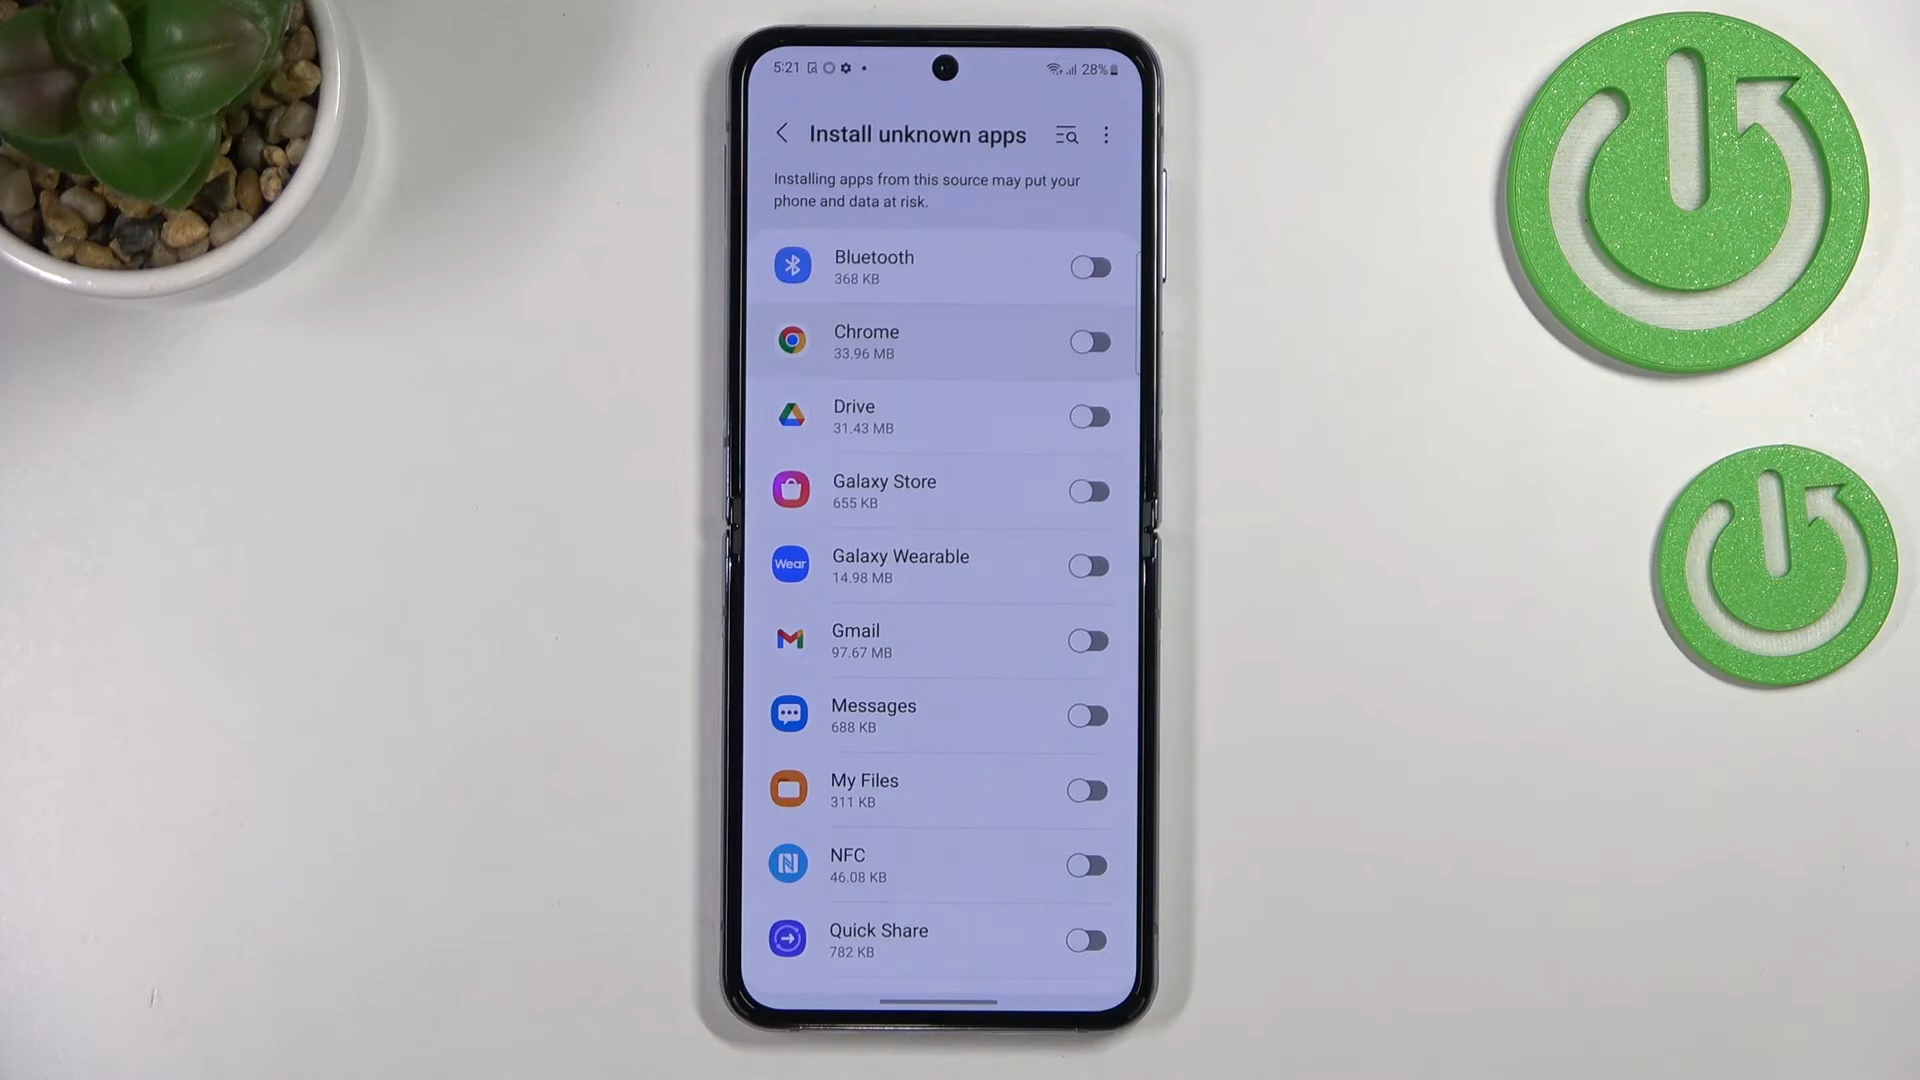 5:21 28%
Install unknown apps
Installing apps from this source may put your
phone and data at risk.
Bluetooth
368 KB
Chrome
33.96 MB
Drive
31.43 MB
Galaxy Store
655 KB
Wear
Galaxy Wearable
14.98 MB
Gmail
97.67 MB
Messages
688 KB
My Files
311 KB
NFC
46.08 KB
Quick Share
782 KB